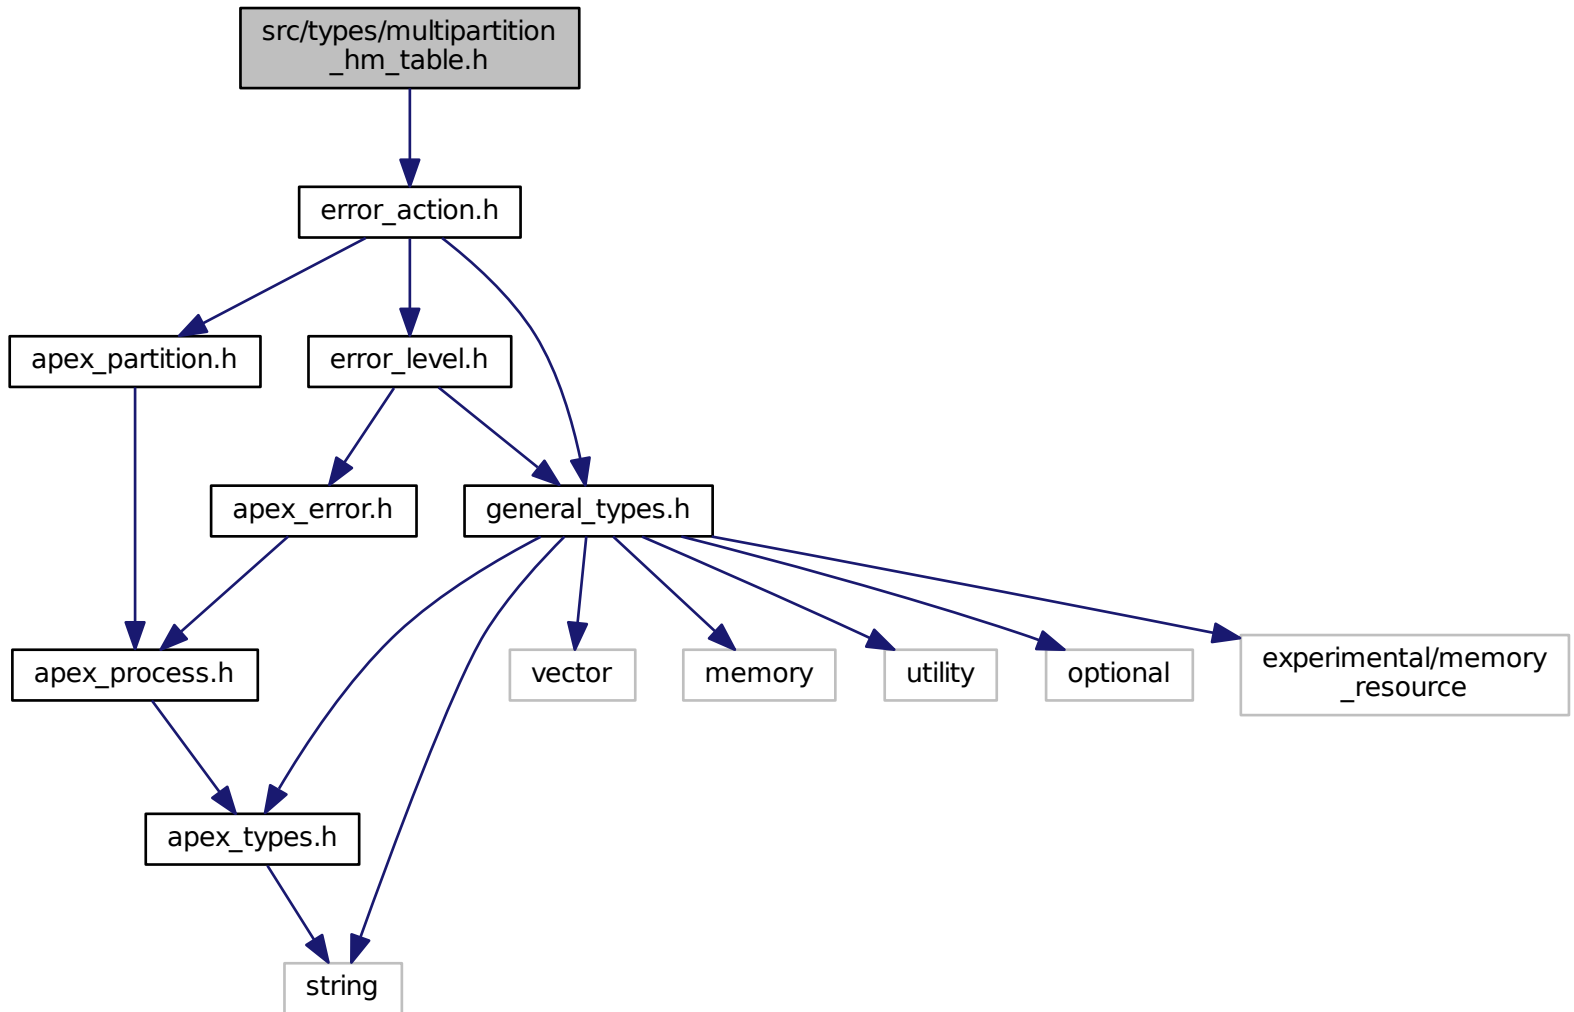 src/types/multipartition
_hm_table.h
error_action.h
apex_partition.h
error_level.h
apex_error.h
general_types.h
apex_process.h
vector
memory
utility
optional
experimental/memory
_resource
apex_types.h
string